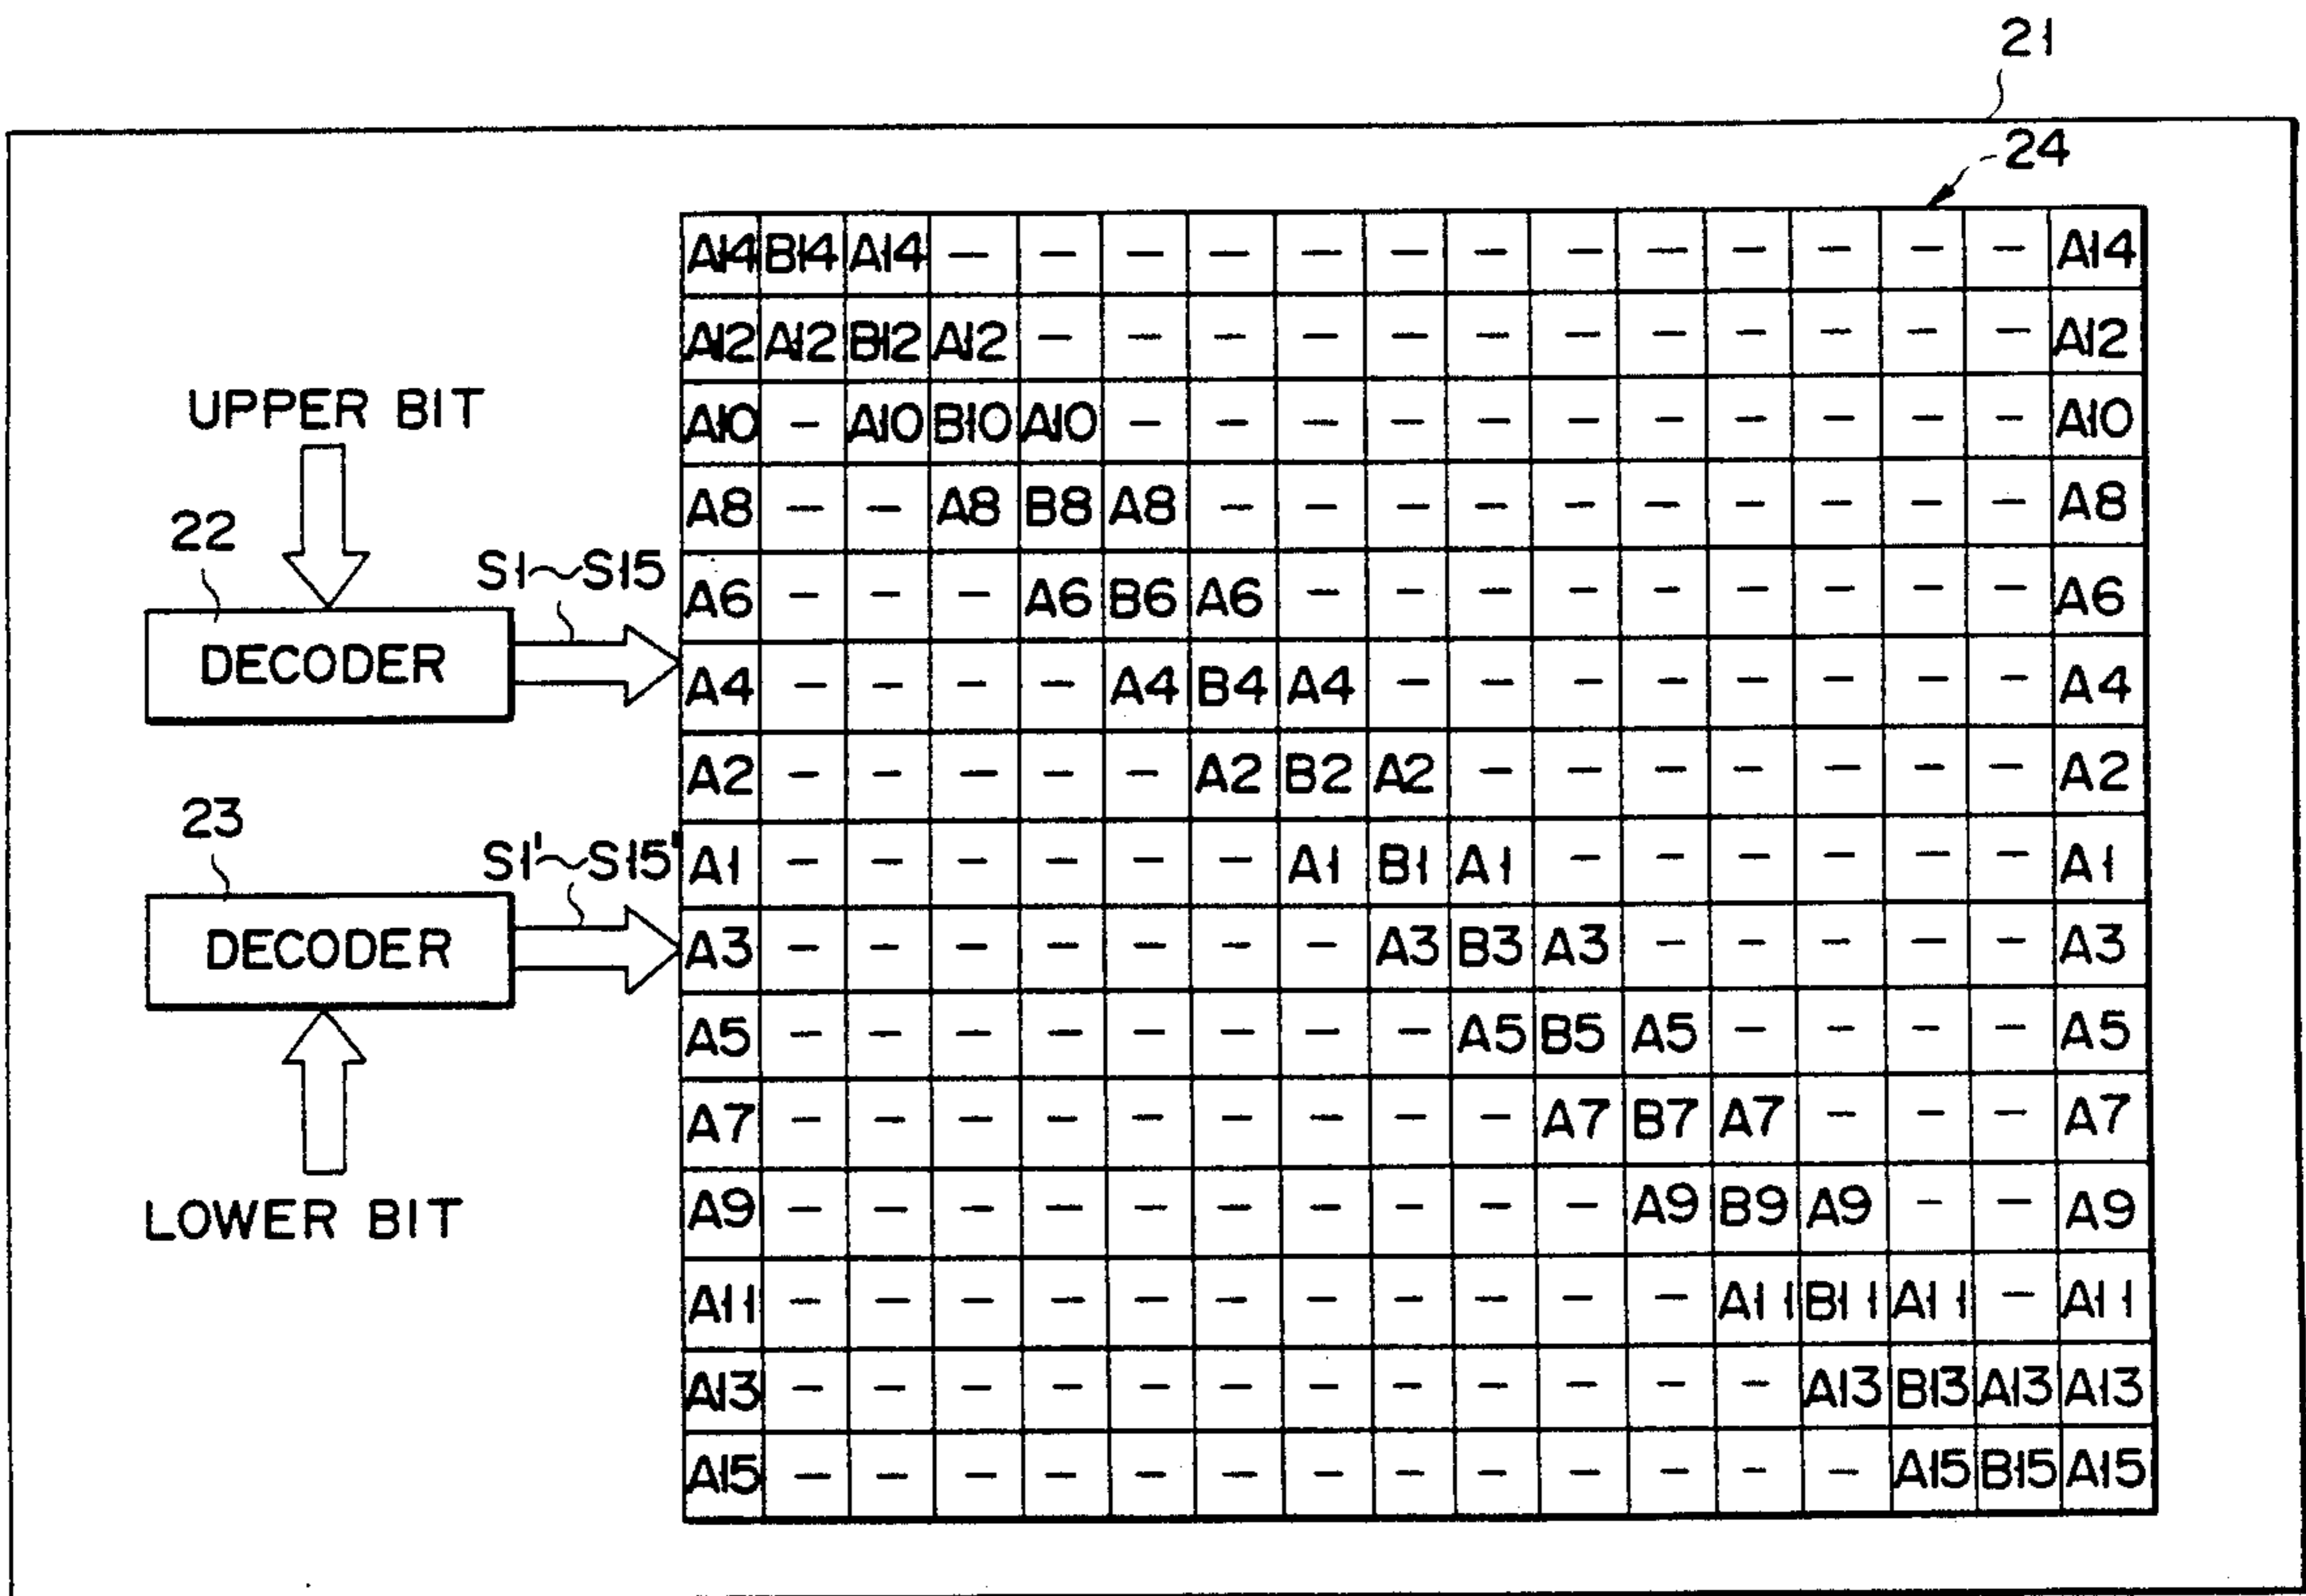 21
24
A14 B14 A14 — — — — — — — — — — — — — A14
A12 A12 B12 A12 — — — — — — — — — — — — A12
A10 — A10 B10 A10 — — — — — — — — — — — A10
A8 — — A8 B8 A8 — — — — — — — — — — A8
A6 — — — A6 B6 A6 — — — — — — — — — A6
A4 — — — — A4 B4 A4 — — — — — — — — A4
A2 — — — — — A2 B2 A2 — — — — — — — A2
A1 — — — — — — A1 B1 A1 — — — — — — A1
A3 — — — — — — — A3 B3 A3 — — — — — A3
A5 — — — — — — — — A5 B5 A5 — — — — A5
A7 — — — — — — — — — A7 B7 A7 — — — A7
A9 — — — — — — — — — — A9 B9 A9 — — A9
A11 — — — — — — — — — — — A11 B11 A11 — A11
A13 — — — — — — — — — — — — A13 B13 A13 A13
A15 — — — — — — — — — — — — — A15 B15 A15
UPPER BIT
22
S1~S15
DECODER
23
S1'~S15'
DECODER
LOWER BIT